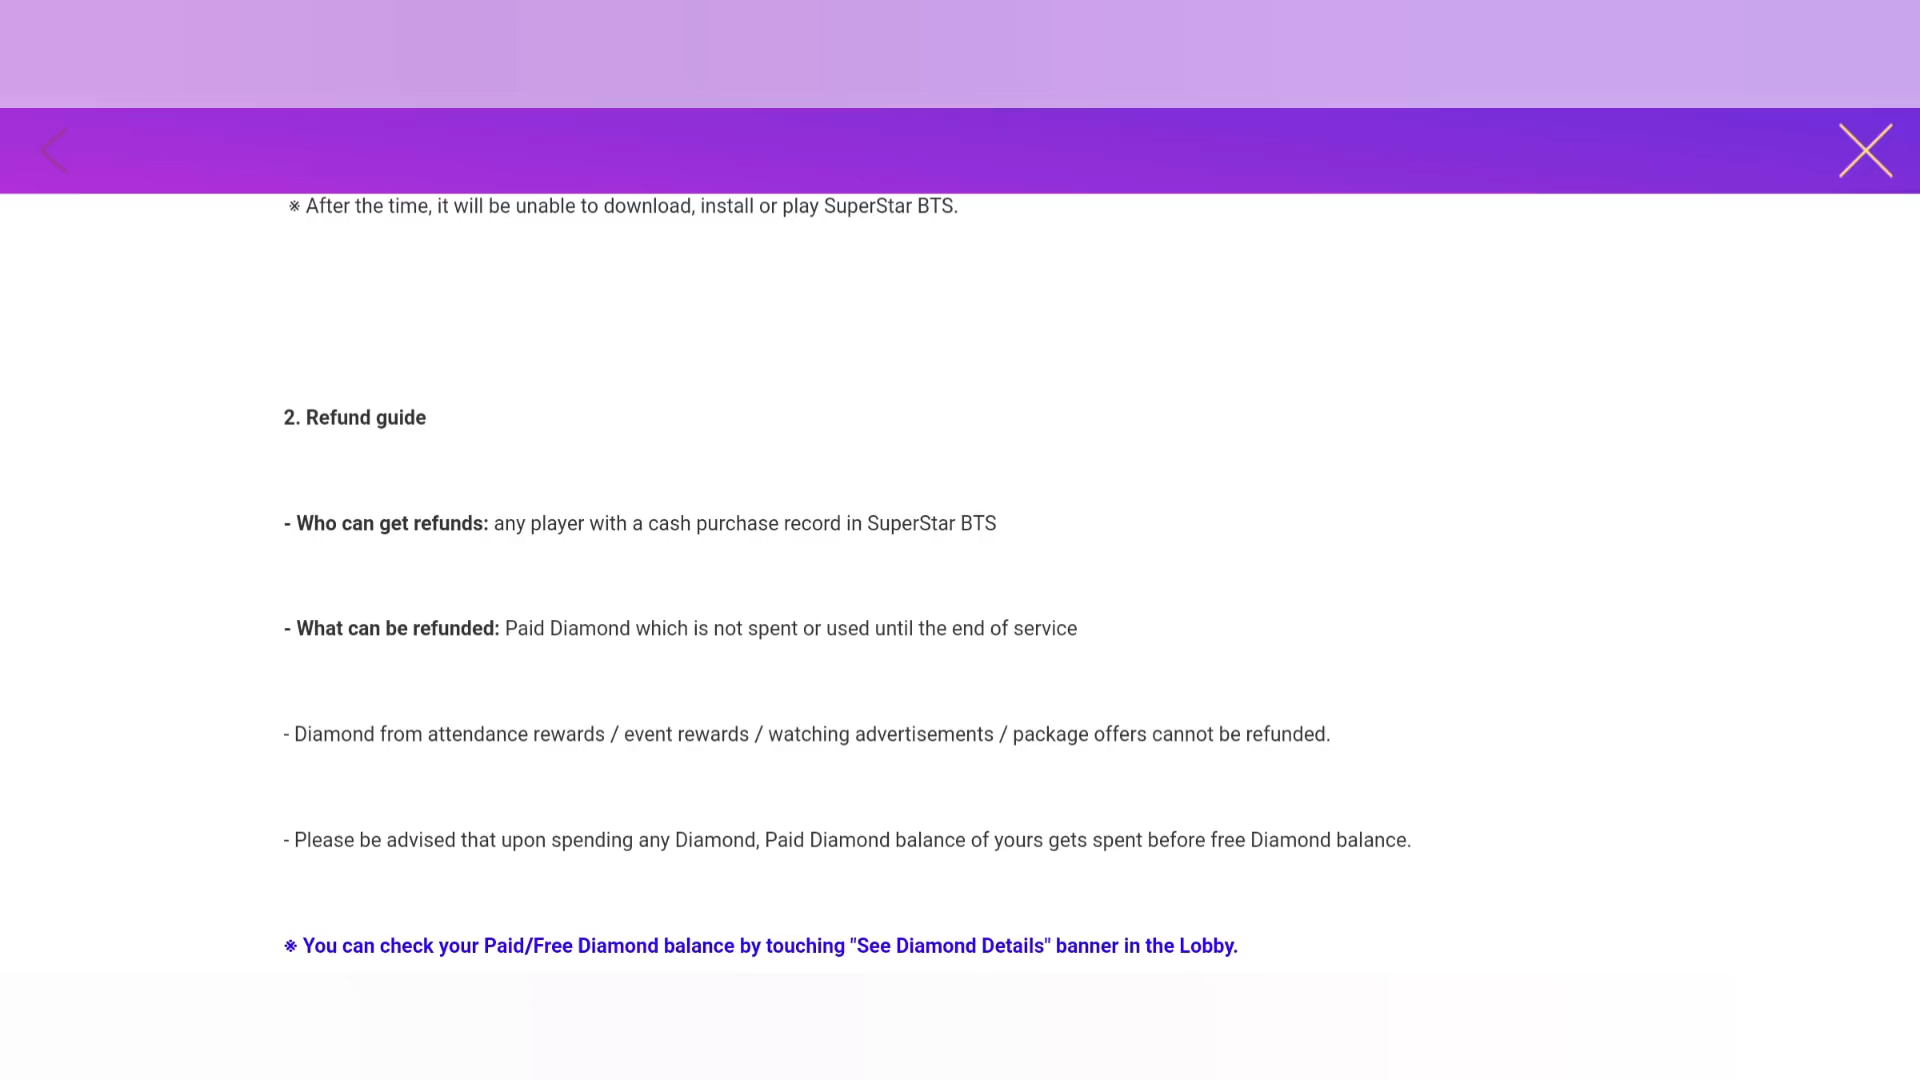 ※ After the time, it will be unable to download, install or play SuperStar BTS.
2. Refund guide
- Who can get refunds: any player with a cash purchase record in SuperStar BTS
- What can be refunded: Paid Diamond which is not spent or used until the end of service
- Diamond from attendance rewards / event rewards / watching advertisements / package offers cannot be refunded.
- Please be advised that upon spending any Diamond, Paid Diamond balance of yours gets spent before free Diamond balance.
※ You can check your Paid/Free Diamond balance by touching "See Diamond Details" banner in the Lobby.